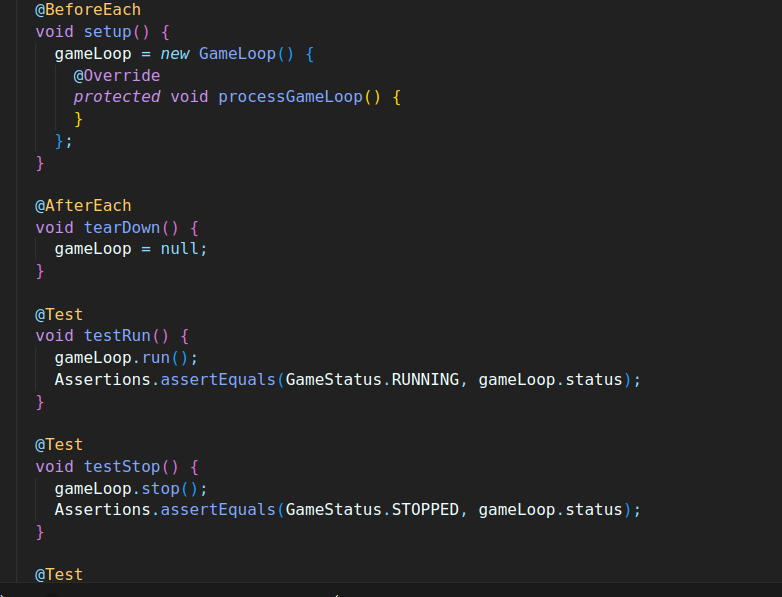 @BeforeEach
void setup() {
gameLoop = new GameLoop() {
@Override
protected void processGameLoop() {
}
};
}
@AfterEach
void tearDown() {
gameLoop = null;
}
@Test
void testRun() {
gameLoop.run();
Assertions.assertEquals(GameStatus.RUNNING, gameLoop.status);
}
@Test
void testStop() {
gameLoop.stop();
Assertions.assertEquals(GameStatus.STOPPED, gameLoop.status);
}
@Test